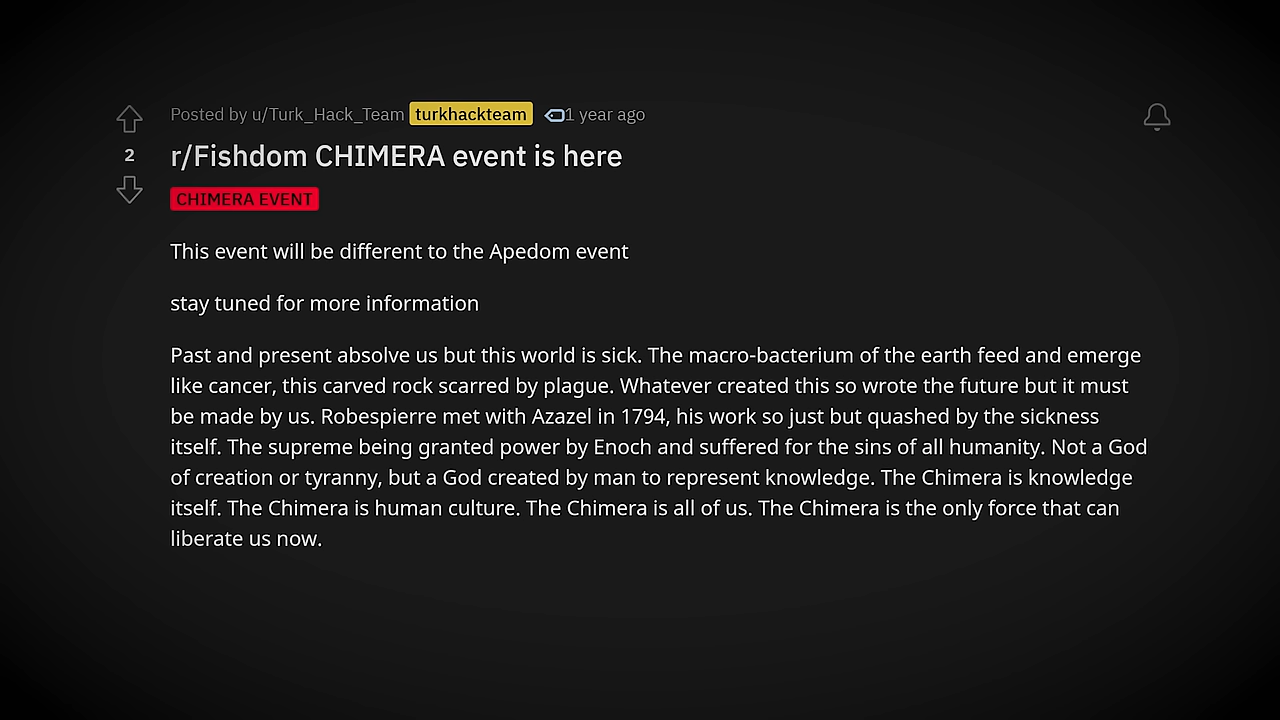 Posted by u/Turk_Hack_Team turkhackteam 1 year ago
2
r/Fishdom CHIMERA event is here
CHIMERA EVENT
This event will be different to the Apedom event
stay tuned for more information
Past and present absolve us but this world is sick. The macro-bacterium of the earth feed and emerge
like cancer, this carved rock scarred by plague. Whatever created this so wrote the future but it must
be made by us. Robespierre met with Azazel in 1794, his work so just but quashed by the sickness
itself. The supreme being granted power by Enoch and suffered for the sins of all humanity. Not a God
of creation or tyranny, but a God created by man to represent knowledge. The Chimera is knowledge
itself. The Chimera is human culture. The Chimera is all of us. The Chimera is the only force that can
liberate us now.